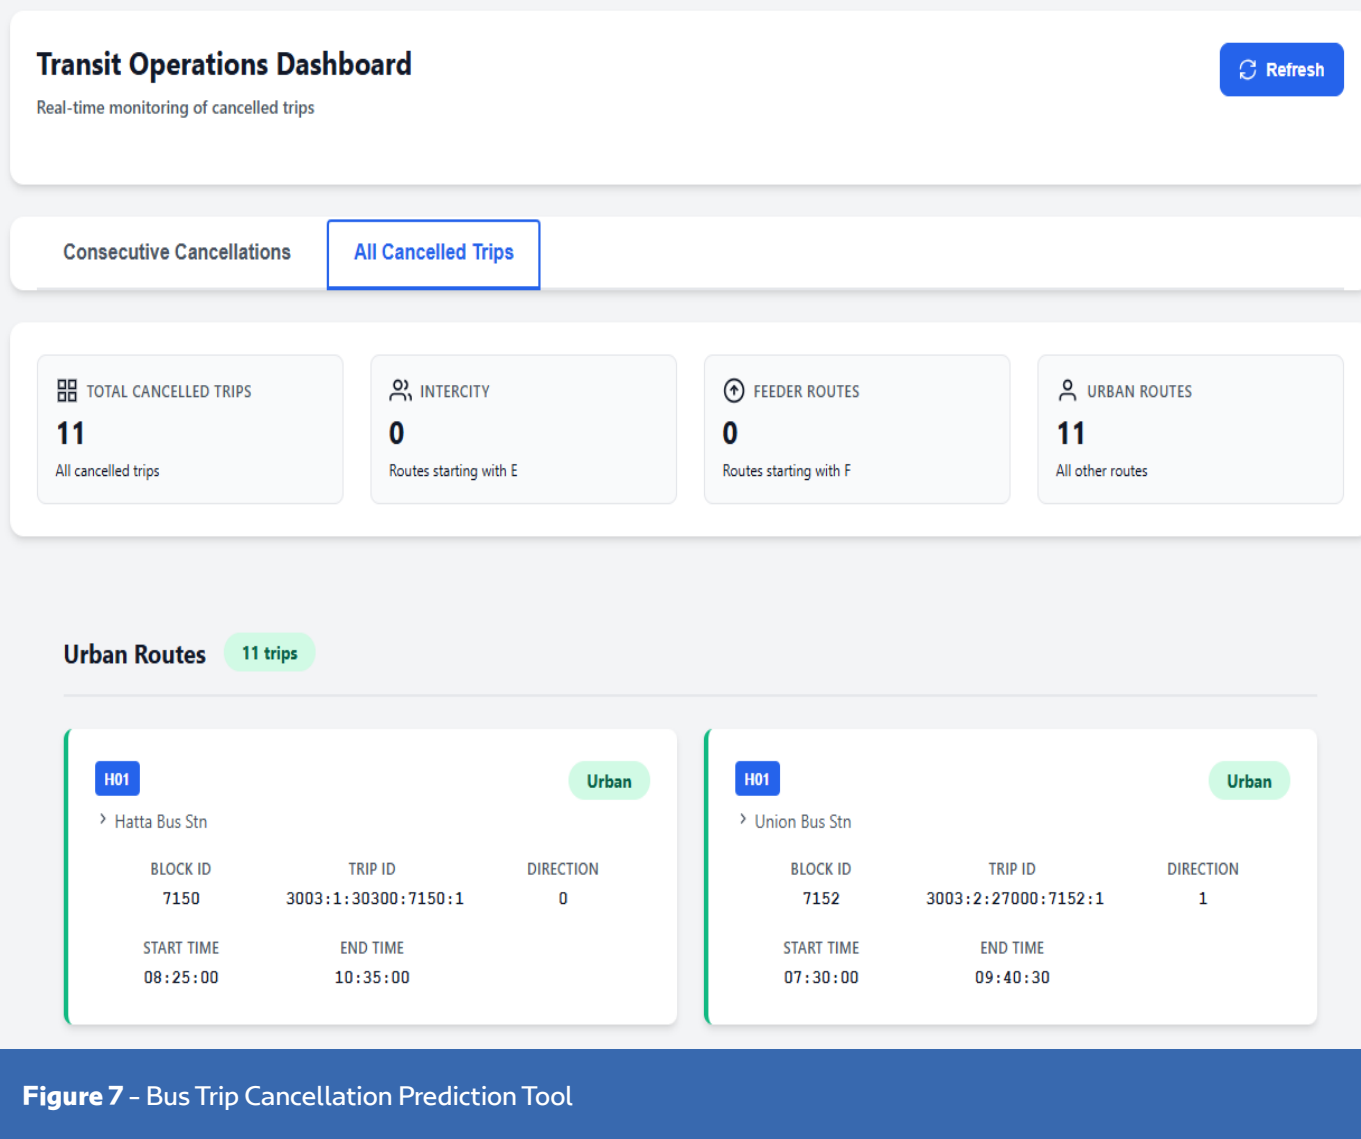 Transit Operations Dashboard
Refresh
Real-time monitoring of cancelled trips
Consecutive Cancellations
All Cancelled Trips
TOTAL CANCELLED TRIPS
11
All cancelled trips
INTERCITY
0
Routes starting with E
FEEDER ROUTES
0
Routes starting with F
URBAN ROUTES
11
All other routes
Urban Routes
11 trips
H01
Urban
Hatta Bus Stn
BLOCK ID TRIP ID DIRECTION
7150 3003:1:30300:7150:1 0
START TIME END TIME
08:25:00 10:35:00
H01
Urban
Union Bus Stn
BLOCK ID TRIP ID DIRECTION
7152 3003:2:27000:7152:1 1
START TIME END TIME
07:30:00 09:40:30
Figure 7 – Bus Trip Cancellation Prediction Tool